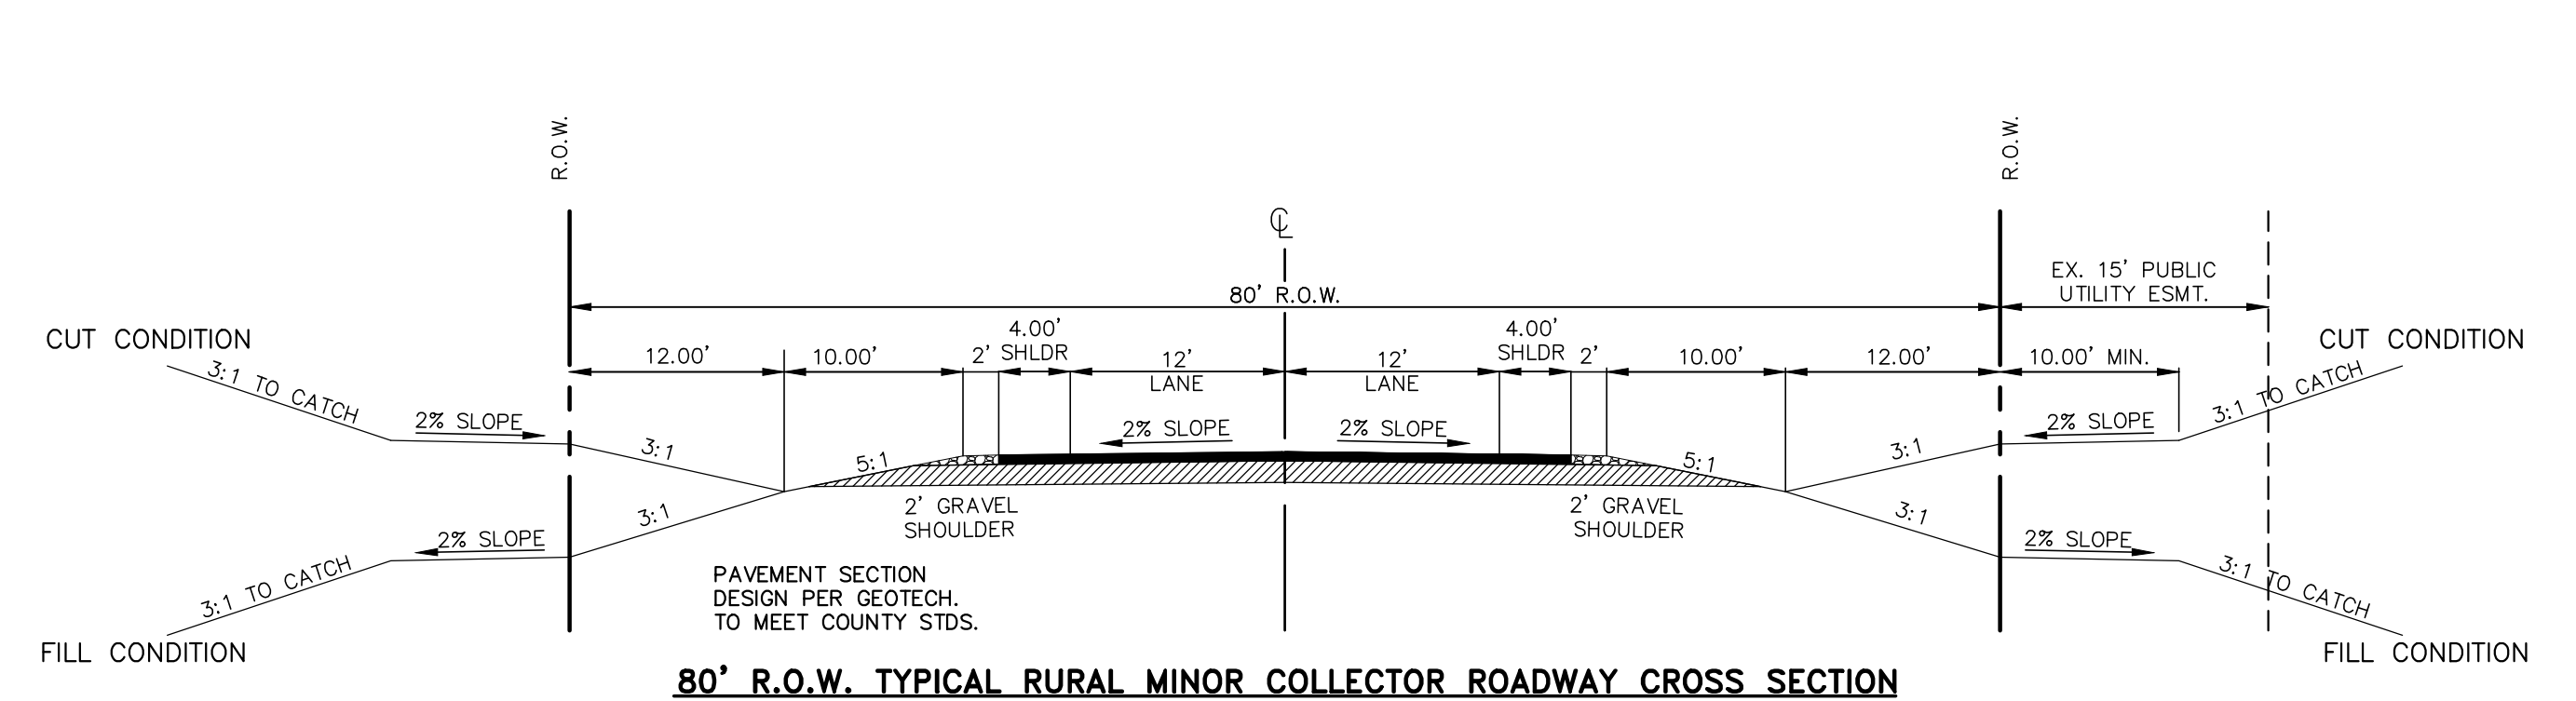 R.O.W.
R.O.W.
℄
EX. 15' PUBLIC
UTILITY ESMT.
80' R.O.W.
CUT CONDITION
CUT CONDITION
12.00'
10.00'
2'
4.00'
SHLDR
12'
LANE
12'
LANE
4.00'
SHLDR
2'
10.00'
12.00'
10.00' MIN.
3:1 TO CATCH
2% SLOPE
3:1
5:1
2% SLOPE
2% SLOPE
5:1
3:1
2% SLOPE
3:1 TO CATCH
3:1 TO CATCH
2% SLOPE
3:1
2' GRAVEL
SHOULDER
2' GRAVEL
SHOULDER
3:1
2% SLOPE
3:1 TO CATCH
FILL CONDITION
FILL CONDITION
PAVEMENT SECTION
DESIGN PER GEOTECH.
TO MEET COUNTY STDS.
80' R.O.W. TYPICAL RURAL MINOR COLLECTOR ROADWAY CROSS SECTION